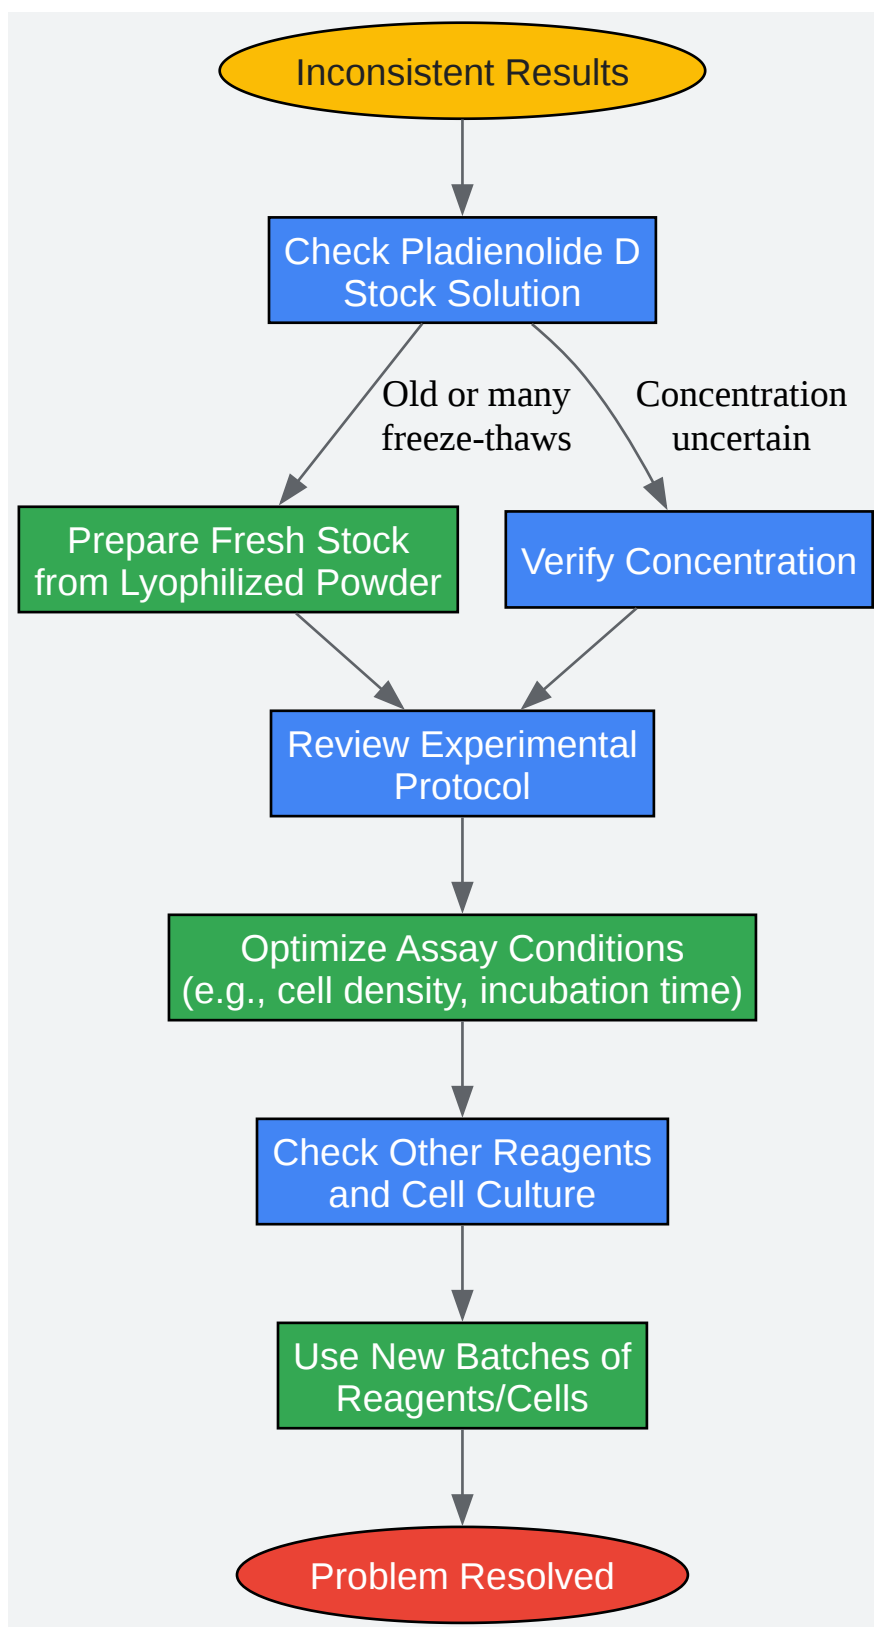 Inconsistent Results
Check Pladienolide D
Stock Solution
Old or many
freeze-thaws
Concentration
uncertain
Prepare Fresh Stock
from Lyophilized Powder
Verify Concentration
Review Experimental
Protocol
Optimize Assay Conditions
(e.g., cell density, incubation time)
Check Other Reagents
and Cell Culture
Use New Batches of
Reagents/Cells
Problem Resolved